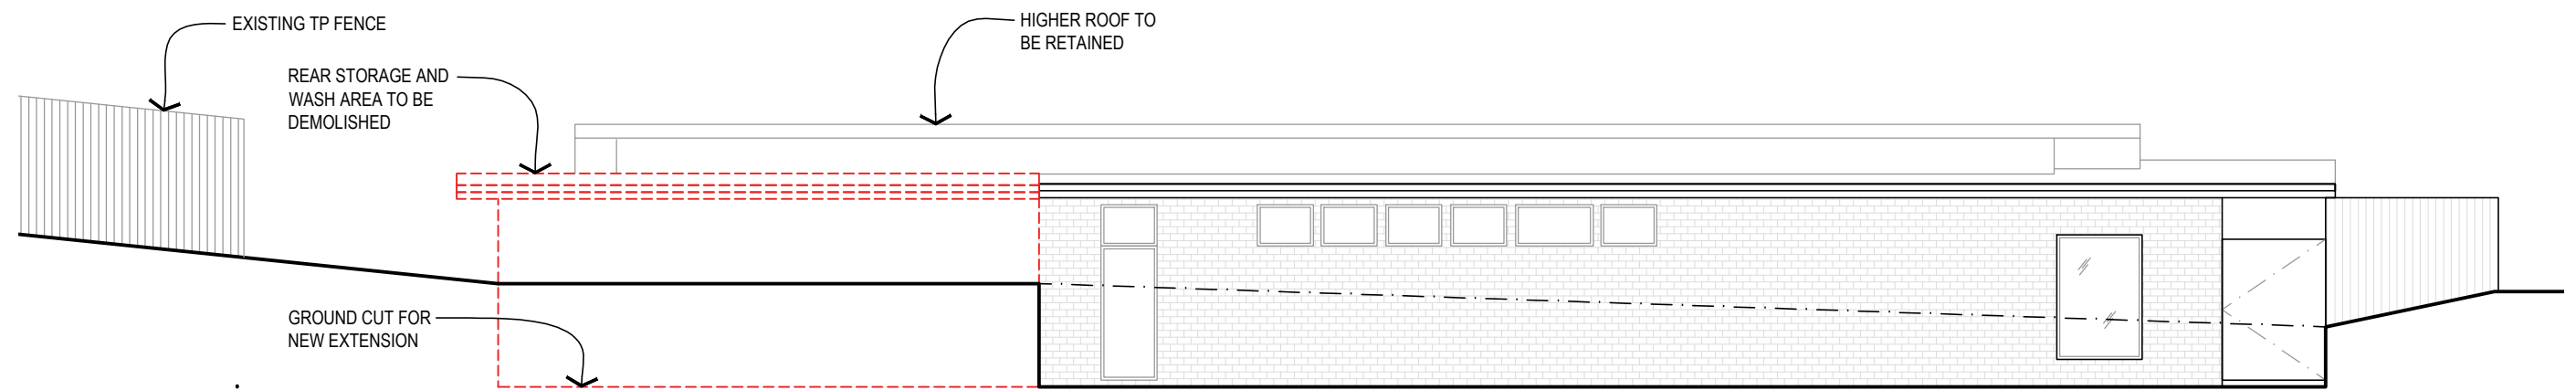 EXISTING TP FENCE
HIGHER ROOF TO
BE RETAINED
REAR STORAGE AND
WASH AREA TO BE
DEMOLISHED
GROUND CUT FOR
NEW EXTENSION